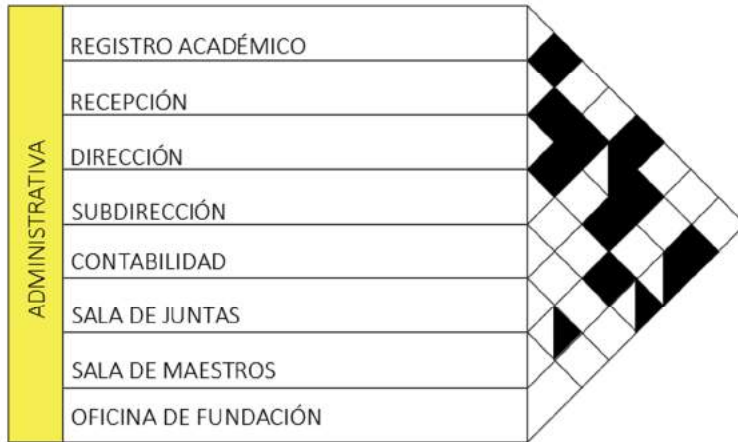 ADMINISTRATIVA
REGISTRO ACADÉMICO
RECEPCIÓN
DIRECCIÓN
SUBDIRECCIÓN
CONTABILIDAD
SALA DE JUNTAS
SALA DE MAESTROS
OFICINA DE FUNDACIÓN